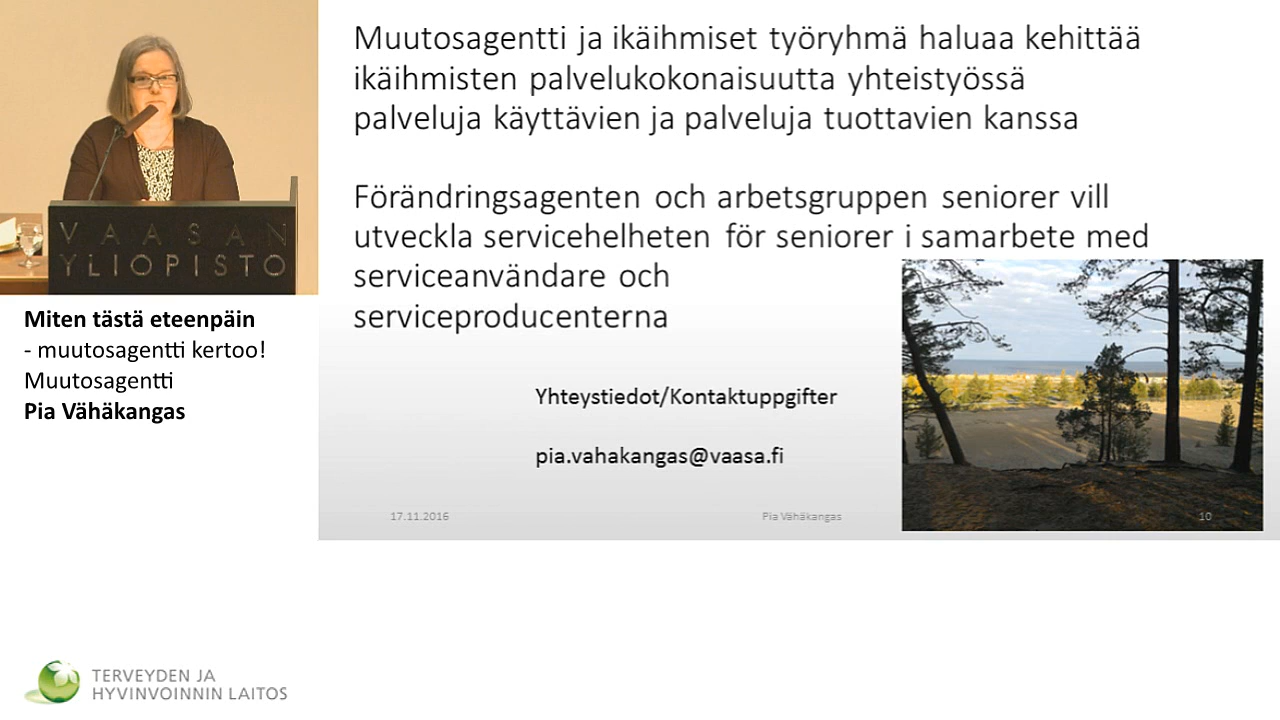 VAASAN
YLIOPISTO
Miten tästä eteenpäin
- muutosagentti kertoo!
Muutosagentti
Pia Vähäkangas
Muutosagentti ja ikäihmiset työryhmä haluaa kehittää
ikäihmisten palvelukokonaisuutta yhteistyössä
palveluja käyttävien ja palveluja tuottavien kanssa
Förändringsagenten och arbetsgruppen seniorer vill
utveckla servicehelheten för seniorer i samarbete med
serviceanvändare och
serviceproducenterna
Yhteystiedot/Kontaktuppgifter
pia.vahakangas@vaasa.fi
17.11.2016
Pia Vähäkangas
10
TERVEYDEN JA
HYVINVOINNIN LAITOS